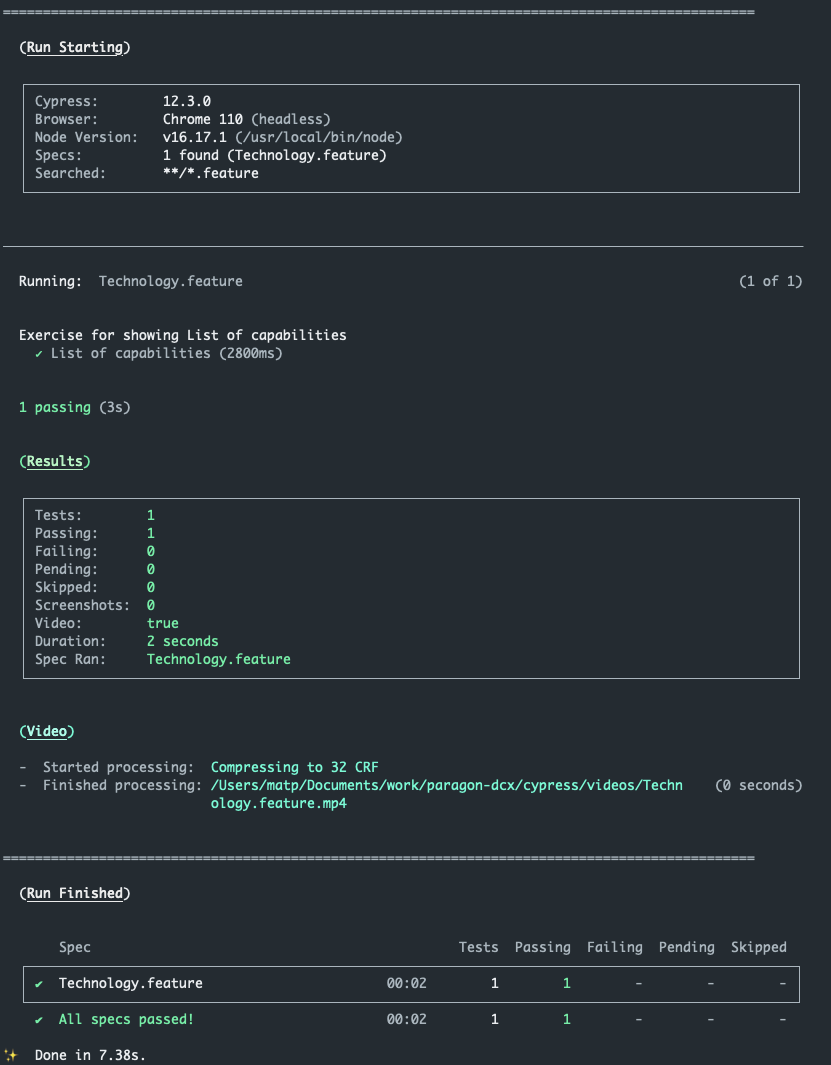 (Run Starting)
Cypress: 12.3.0
Browser: Chrome 110 (headless)
Node Version: v16.17.1 (/usr/local/bin/node)
Specs: 1 found (Technology.feature)
Searched: **/*.feature
Running: Technology.feature (1 of 1)
Exercise for showing List of capabilities
✓ List of capabilities (2800ms)
1 passing (3s)
(Results)
Tests: 1
Passing: 1
Failing: 0
Pending: 0
Skipped: 0
Screenshots: 0
Video: true
Duration: 2 seconds
Spec Ran: Technology.feature
(Video)
- Started processing: Compressing to 32 CRF
- Finished processing: /Users/matp/Documents/work/paragon-dcx/cypress/videos/Techn (0 seconds)
ology.feature.mp4
(Run Finished)
Spec Tests Passing Failing Pending Skipped
✔ Technology.feature 00:02 1 1 - - -
✔ All specs passed! 00:02 1 1 - - -
✨ Done in 7.38s.